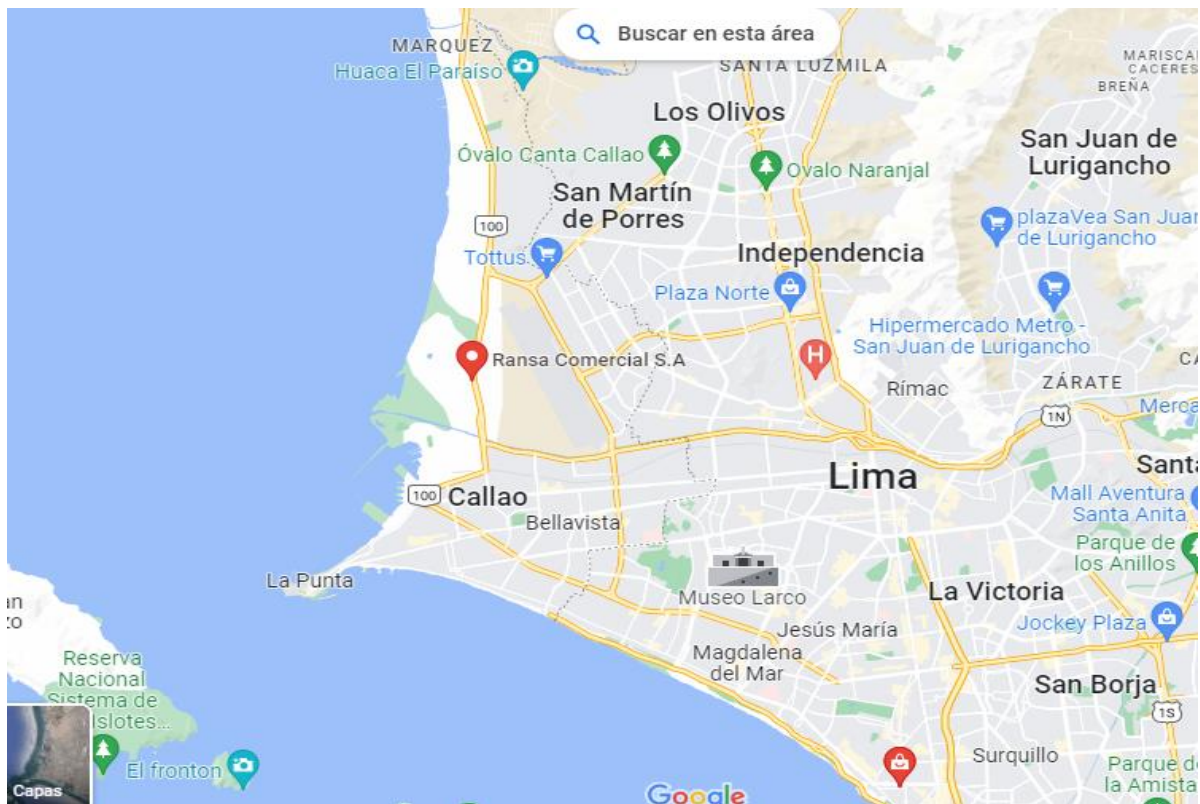 Buscar en esta área
MARQUEZ
Huaca El Paraíso
SANTA LUZMILA
CACERES
BREÑA
Los Olivos
San Juan de
Lurigancho
Óvalo Canta Callao
Ovalo Naranjal
San Martín
de Porres
100
plazaVea San Juan
de Lurigancho
Tottus
Independencia
Plaza Norte
Hipermercado Metro -
San Juan de Lurigancho
H
Ransa Comercial S.A
Rímac
ZÁRATE
1N
Lima
100
Callao
Bellavista
Mall Aventura
Santa Anita
Parque de
los Anillos
La Punta
Museo Larco
La Victoria
Jesús María
Jockey Plaza
Magdalena
del Mar
San Borja
Reserva
Nacional
Sistema de
Islotes...
1S
Surquillo
El fronton
Parque de
la Amista
Capas
Google